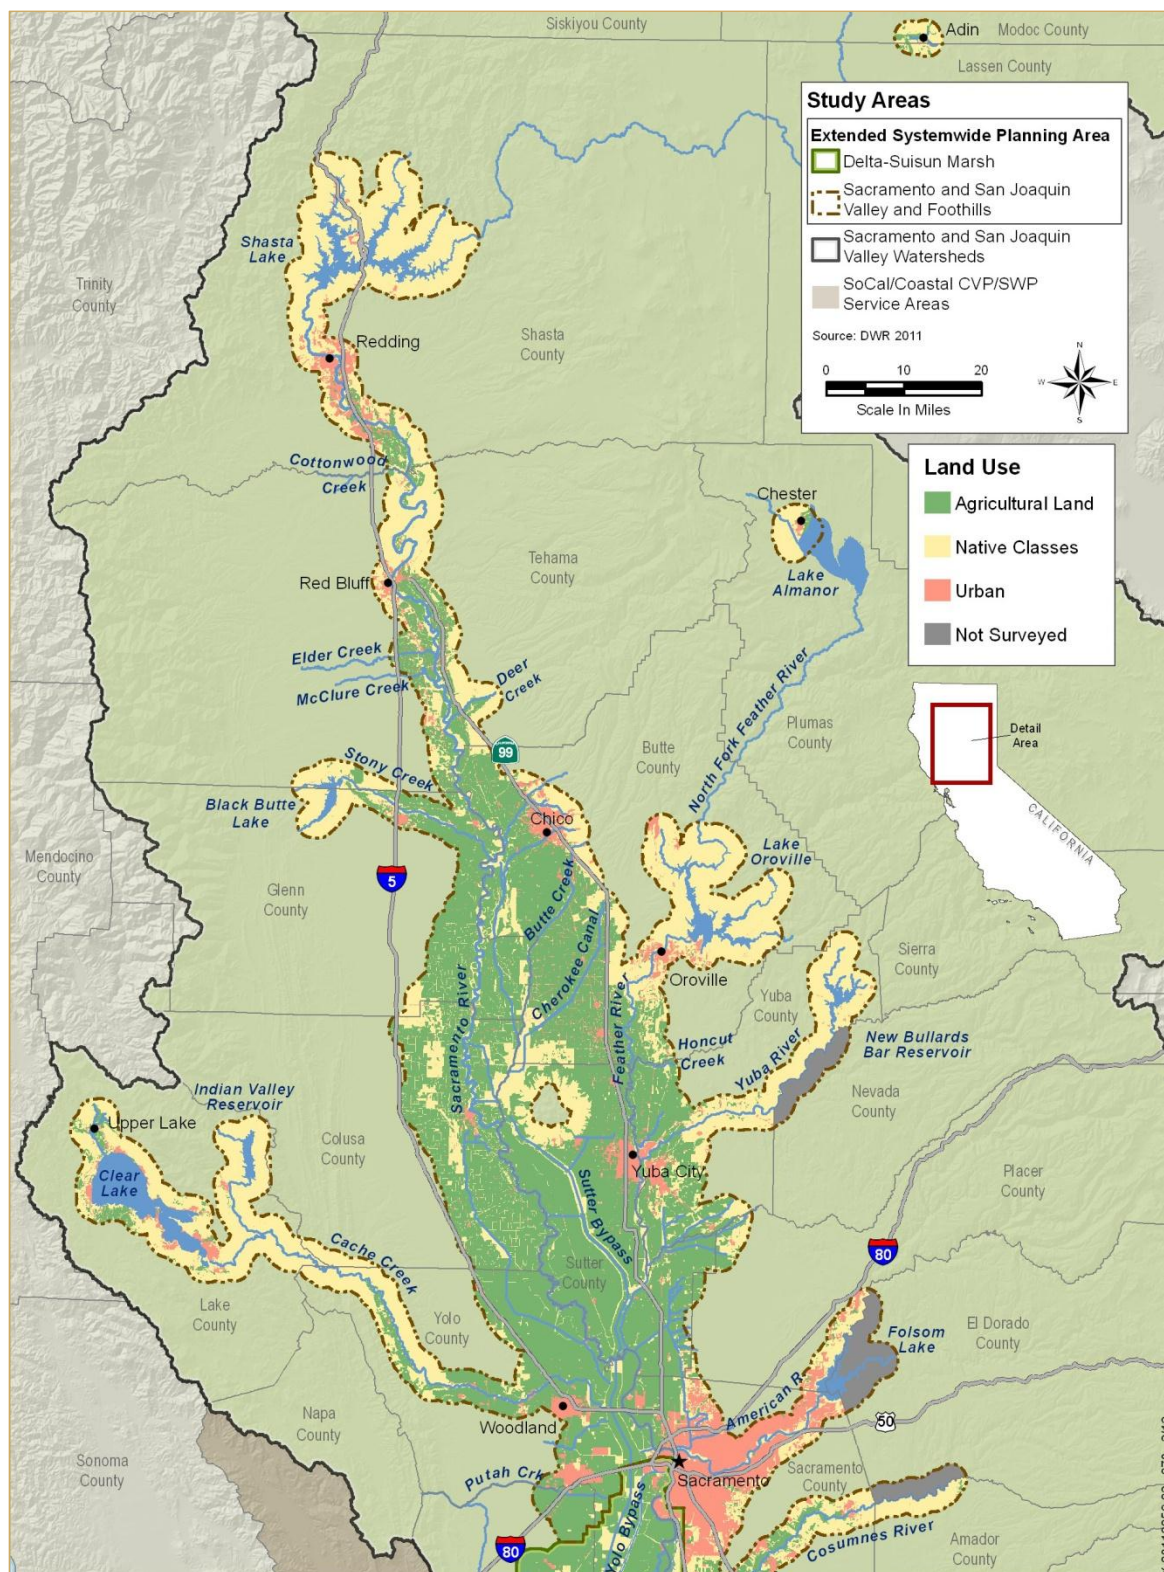 Siskiyou County
Adin
Modoc County
Lassen County
Study Areas
Extended Systemwide Planning Area
Delta-Suisun Marsh
Sacramento and San Joaquin
Valley and Foothills
Sacramento and San Joaquin
Valley Watersheds
SoCal/Coastal CVP/SWP
Service Areas
Source: DWR 2011
0 10 20
Scale In Miles
N
W E
S
Shasta
Lake
Trinity
County
Redding
Shasta
County
Cottonwood
Creek
Land Use
Agricultural Land
Native Classes
Urban
Not Surveyed
Chester
Lake
Almanor
Tehama
County
Red Bluff
Elder Creek
McClure Creek
Deer
Creek
North Fork Feather River
Plumas
County
Butte
County
Detail
Area
CALIFORNIA
99
Stony Creek
Black Butte
Lake
Chico
Lake
Oroville
Mendocino
County
5
Glenn
County
Butte Creek
Cherokee Canal
Sacramento River
Feather River
Oroville
Sierra
County
Yuba
County
Honcut
Creek
Yuba River
New Bullards
Bar Reservoir
Nevada
County
Indian Valley
Reservoir
Upper Lake
Colusa
County
Clear
Lake
Yuba City
Sutter Bypass
Placer
County
Cache Creek
Sutter
County
80
Lake
County
Yolo
County
El Dorado
County
Folsom
Lake
American R.
50
Napa
County
Woodland
Sonoma
County
Putah Crk
Sacramento
Sacramento
County
Yolo Bypass
80
Cosumnes River
Amador
County